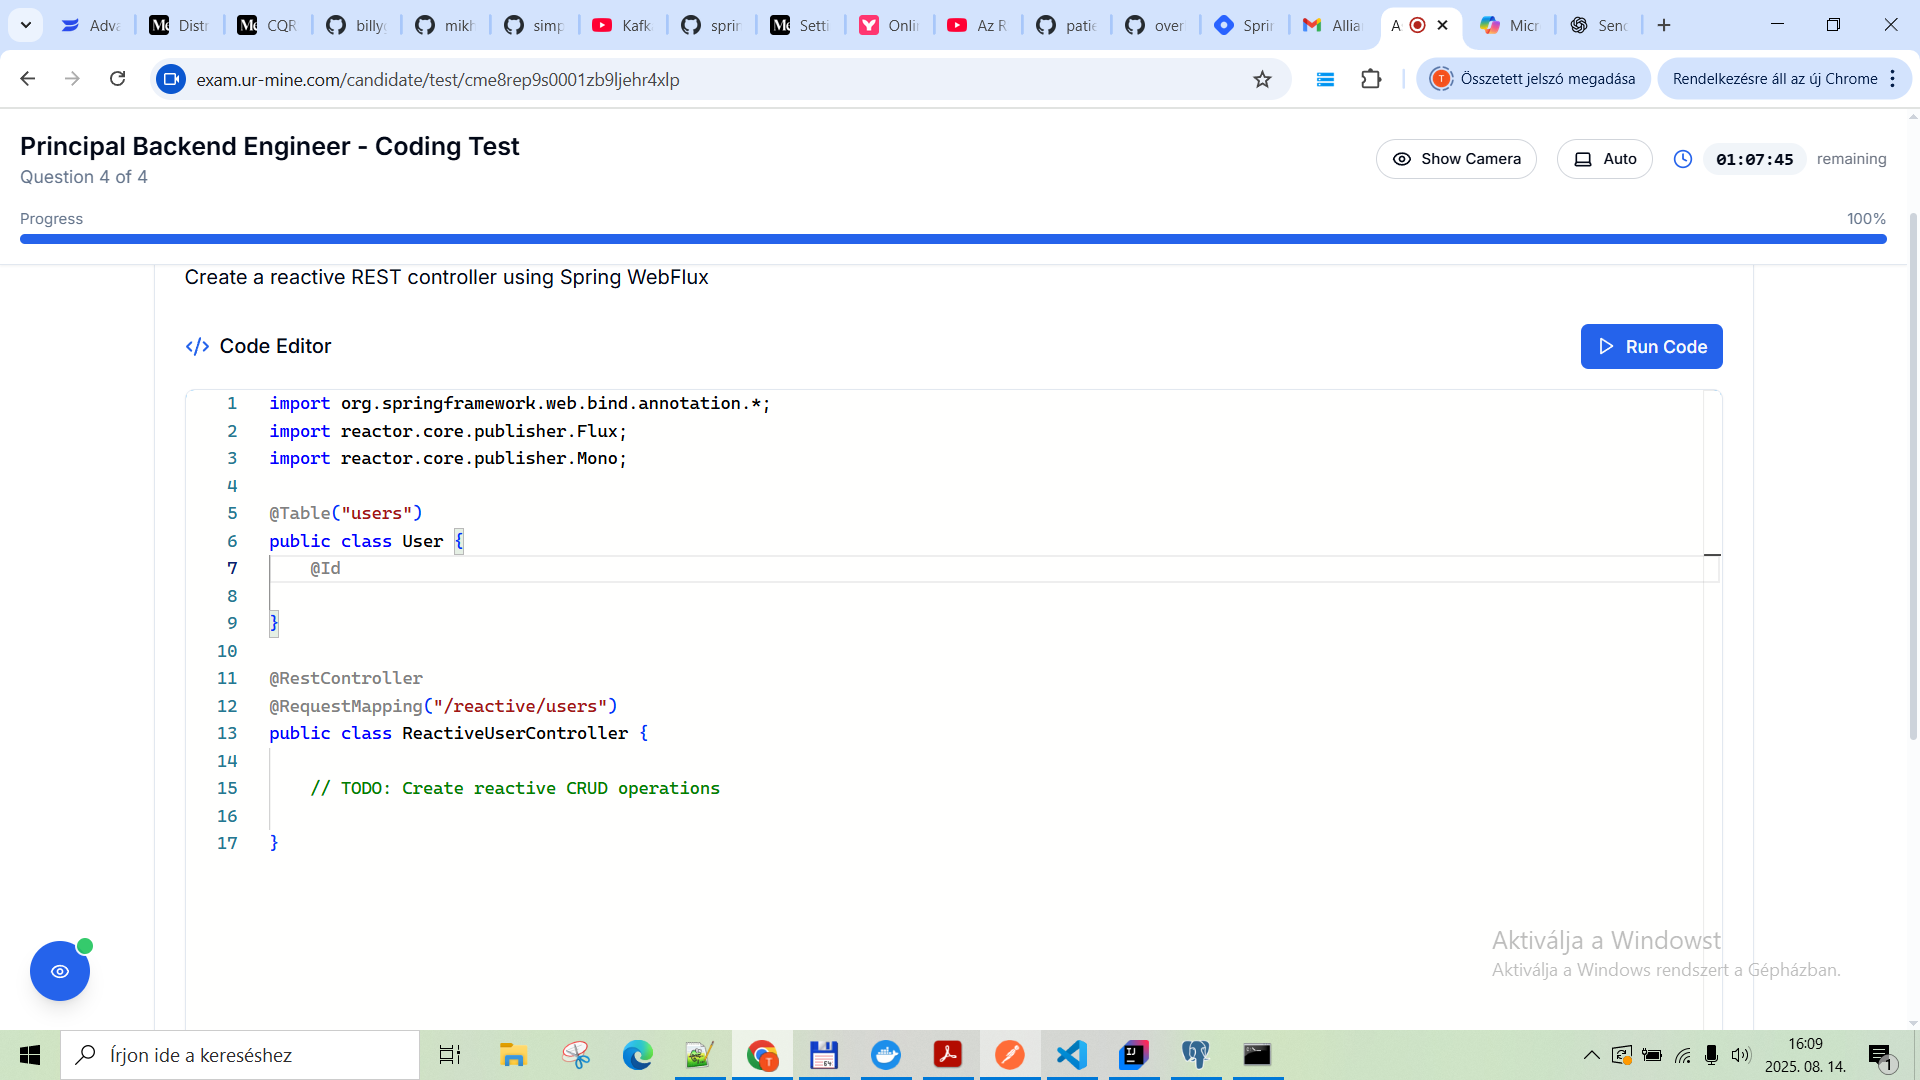 Adva
Distr
CQR
billyg
mikh
simp
Kafk
sprin
Setti
Onlin
Az R
patie
over
Sprin
Allia
A
Micr
Send
exam.ur-mine.com/candidate/test/cme8rep9s0001zb9ljehr4xlp
T
Összetett jelszó megadása
Rendelkezésre áll az új Chrome
Principal Backend Engineer - Coding Test
Question 4 of 4
Show Camera
Auto
01:07:45
remaining
Progress
100%
Create a reactive REST controller using Spring WebFlux
</> Code Editor
Run Code
1 import org.springframework.web.bind.annotation.*;
2 import reactor.core.publisher.Flux;
3 import reactor.core.publisher.Mono;
4
5 @Table("users")
6 public class User {
7 @Id
8
9 }
10
11 @RestController
12 @RequestMapping("/reactive/users")
13 public class ReactiveUserController {
14
15 // TODO: Create reactive CRUD operations
16
17 }
Aktiválja a Windowst
Aktiválja a Windows rendszert a Gépházban.
Írjon ide a kereséshez
16:09
2025. 08. 14.
1